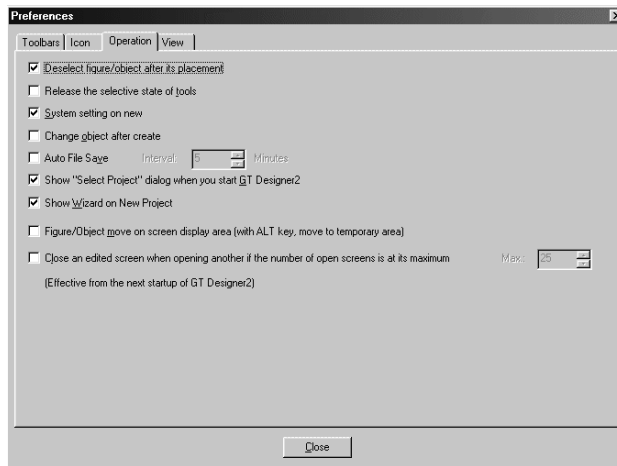 Preferences
Toolbars Icon Operation View
Deselect figure/object after its placement
Release the selective state of tools
System setting on new
Change object after create
Auto File Save Interval: 5 Minutes
Show "Select Project" dialog when you start GT Designer2
Show Wizard on New Project
Figure/Object move on screen display area (with ALT key, move to temporary area)
Close an edited screen when opening another if the number of open screens is at its maximum Max.: 25
(Effective from the next startup of GT Designer2)
Close